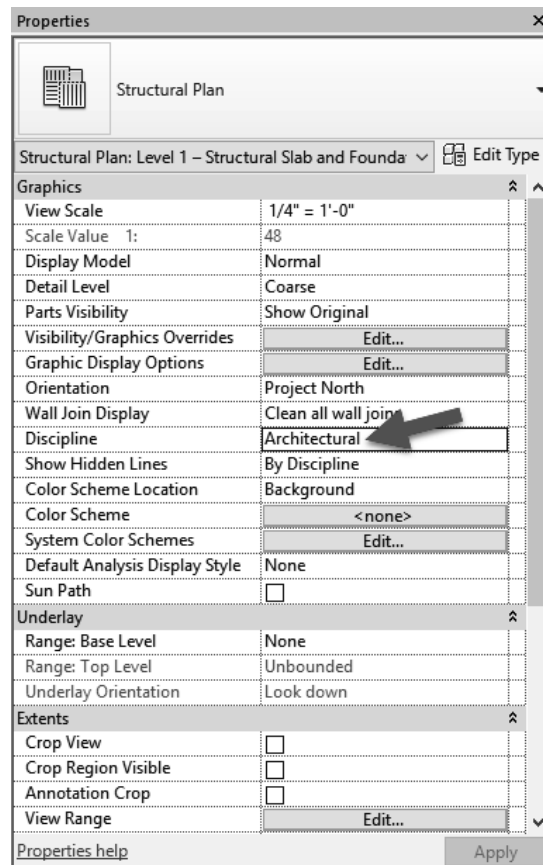 Properties
Structural Plan
Structural Plan: Level 1 – Structural Slab and Founda Edit Type
Graphics
View Scale 1/4" = 1'-0"
Scale Value 1: 48
Display Model Normal
Detail Level Coarse
Parts Visibility Show Original
Visibility/Graphics Overrides Edit...
Graphic Display Options Edit...
Orientation Project North
Wall Join Display Clean all wall joins
Discipline Architectural
Show Hidden Lines By Discipline
Color Scheme Location Background
Color Scheme <none>
System Color Schemes Edit...
Default Analysis Display Style None
Sun Path
Underlay
Range: Base Level None
Range: Top Level Unbounded
Underlay Orientation Look down
Extents
Crop View
Crop Region Visible
Annotation Crop
View Range Edit...
Properties help Apply